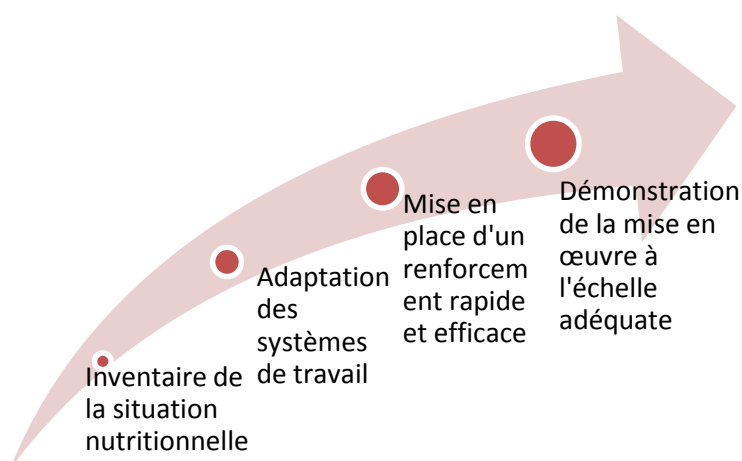 Inventaire de
la situation
nutritionnelle
Adaptation
des
systèmes
de travail
Mise en
place d'un
renforcem
ent rapide
et efficace
Démonstration
de la mise en
œuvre à
l'échelle
adéquate